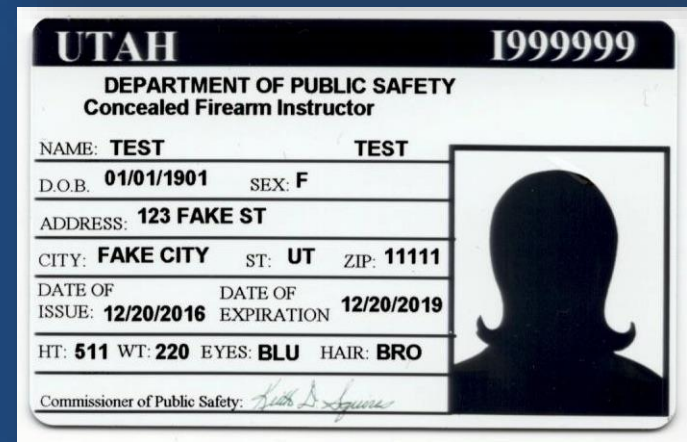 UTAH I999999
DEPARTMENT OF PUBLIC SAFETY
Concealed Firearm Instructor
NAME: TEST TEST
D.O.B. 01/01/1901 SEX: F
ADDRESS: 123 FAKE ST
CITY: FAKE CITY ST: UT ZIP: 11111
DATE OF ISSUE: 12/20/2016 DATE OF EXPIRATION 12/20/2019
HT: 511 WT: 220 EYES: BLU HAIR: BRO
Commissioner of Public Safety: Keith D. Squires